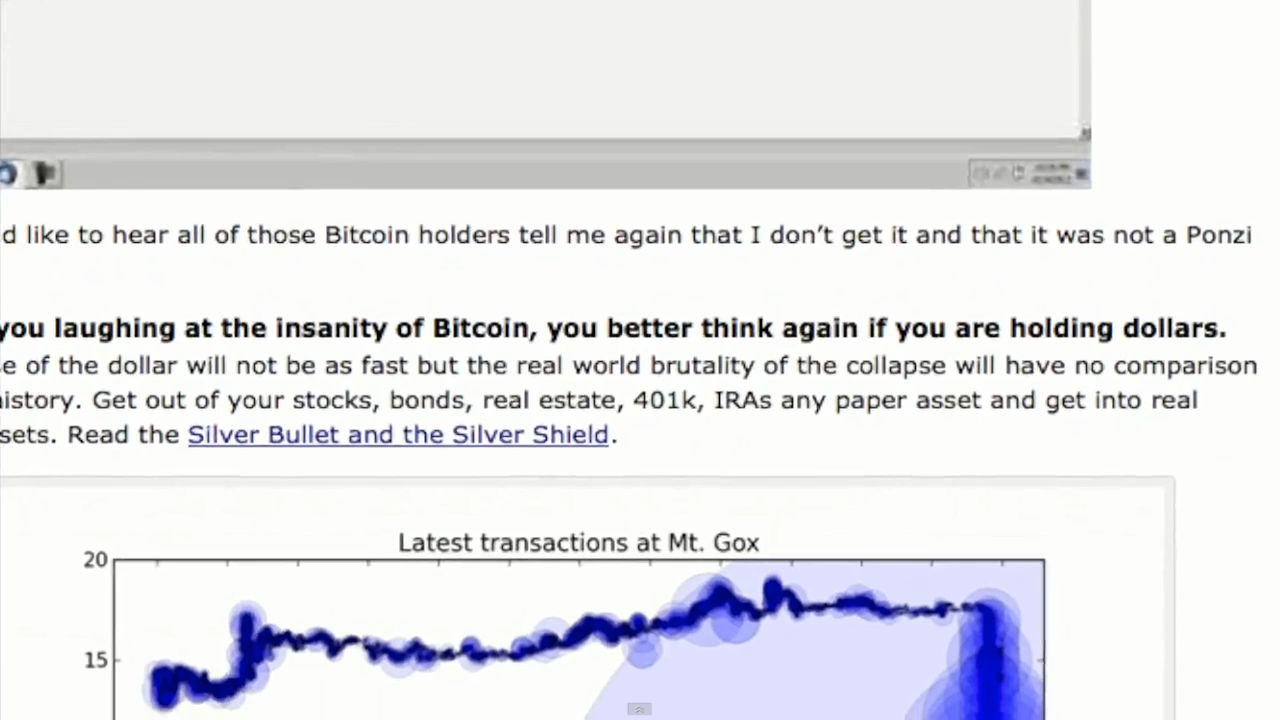 d like to hear all of those Bitcoin holders tell me again that I don’t get it and that it was not a Ponzi
you laughing at the insanity of Bitcoin, you better think again if you are holding dollars.
e of the dollar will not be as fast but the real world brutality of the collapse will have no comparison
istory. Get out of your stocks, bonds, real estate, 401k, IRAs any paper asset and get into real
sets. Read the Silver Bullet and the Silver Shield.
Latest transactions at Mt. Gox
20
15